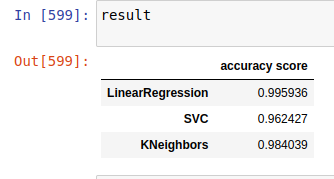 In [599]: result
Out[599]:
accuracy score
LinearRegression 0.995936
SVC 0.962427
KNeighbors 0.984039